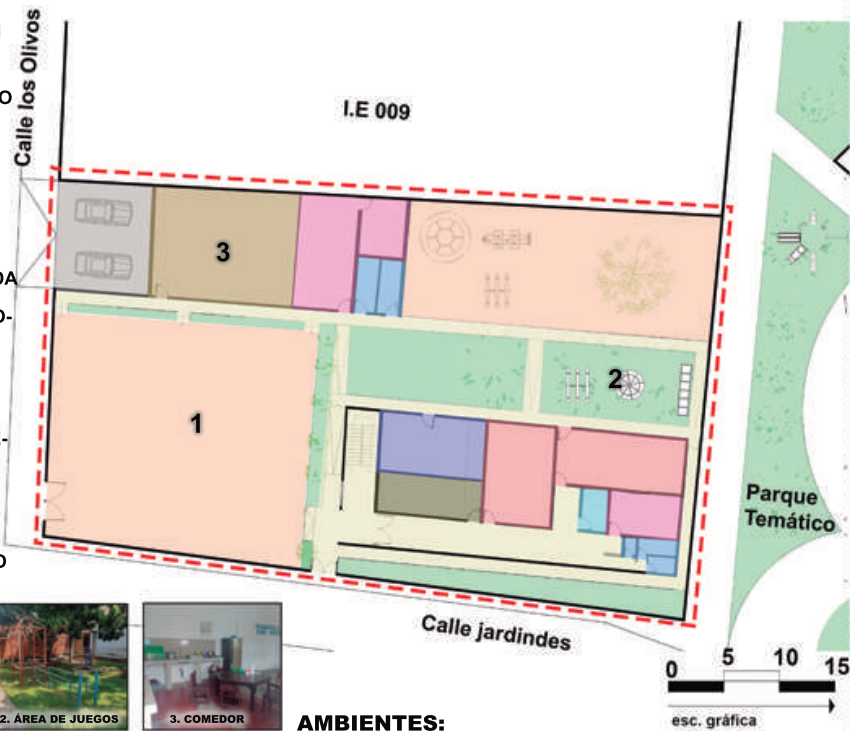 Calle los Olivos
I.E 009
3
1
2
Parque
Temático
Calle jardindes
0 5 10 15
esc. gráfica
2. ÁREA DE JUEGOS
3. COMEDOR
AMBIENTES: